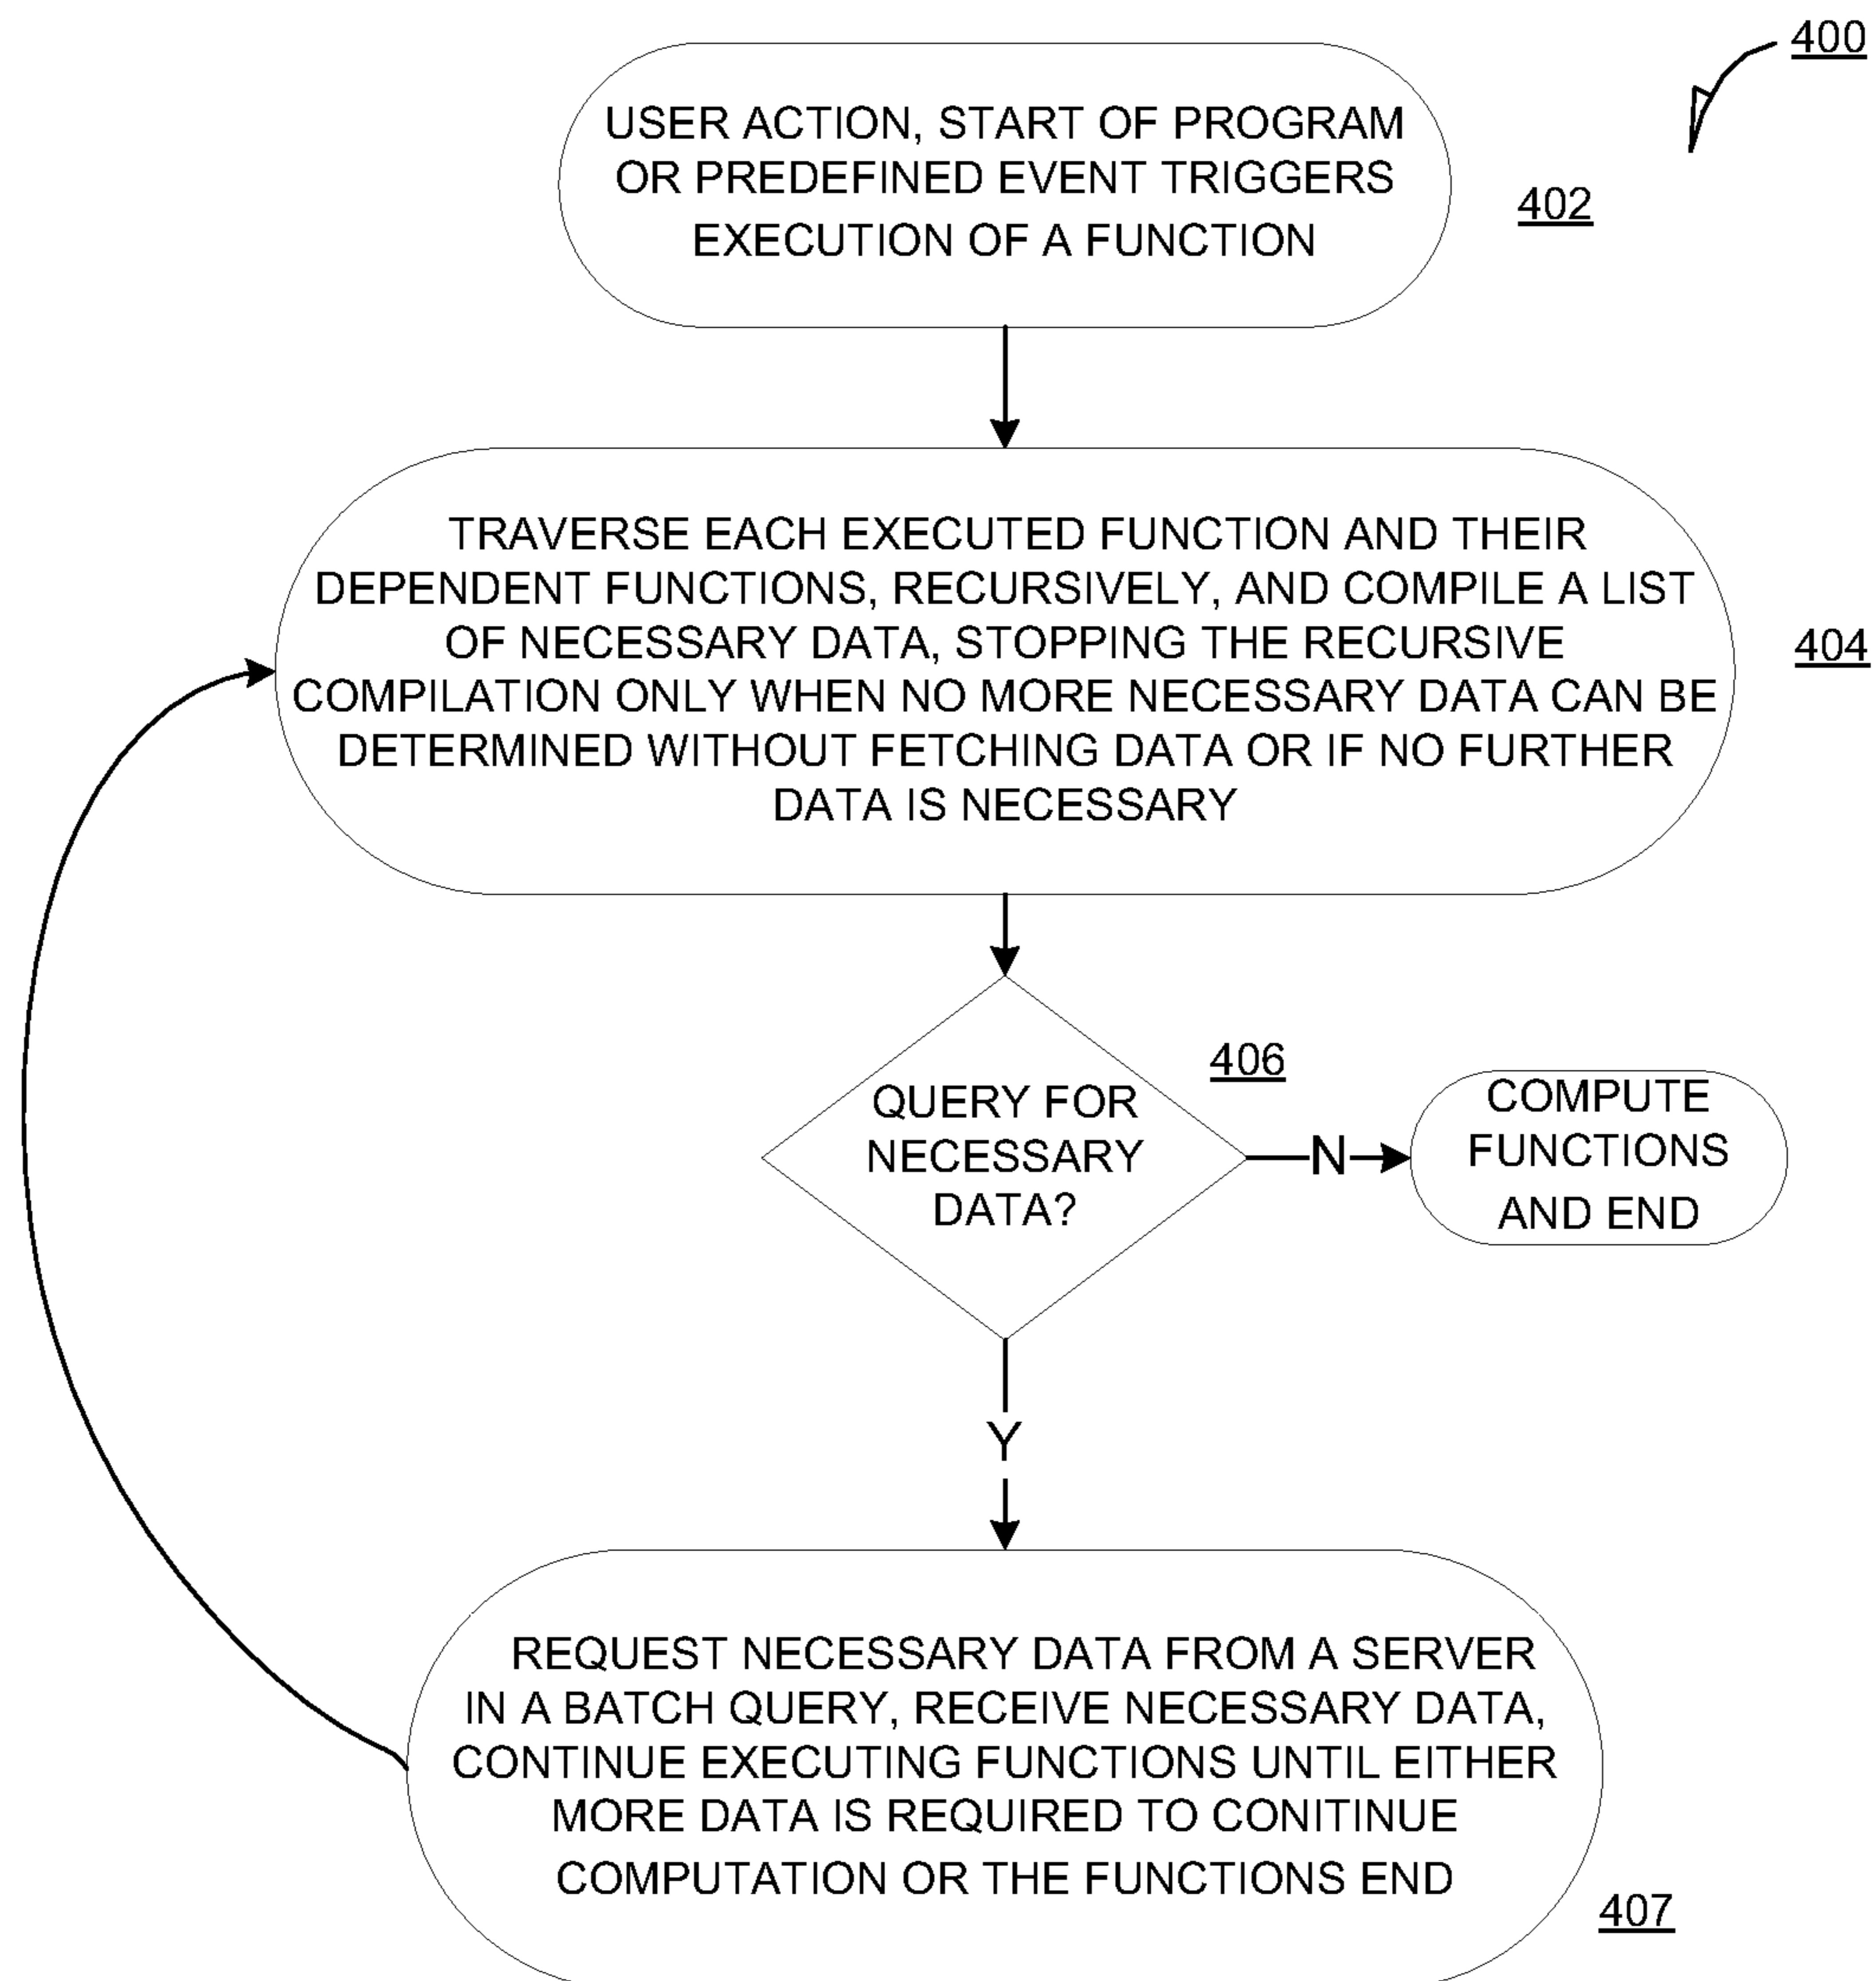 400
USER ACTION, START OF PROGRAM
OR PREDEFINED EVENT TRIGGERS
EXECUTION OF A FUNCTION
402
TRAVERSE EACH EXECUTED FUNCTION AND THEIR
DEPENDENT FUNCTIONS, RECURSIVELY, AND COMPILE A LIST
OF NECESSARY DATA, STOPPING THE RECURSIVE
COMPILATION ONLY WHEN NO MORE NECESSARY DATA CAN BE
DETERMINED WITHOUT FETCHING DATA OR IF NO FURTHER
DATA IS NECESSARY
404
QUERY FOR
NECESSARY
DATA?
406
N
COMPUTE
FUNCTIONS
AND END
Y
REQUEST NECESSARY DATA FROM A SERVER
IN A BATCH QUERY, RECEIVE NECESSARY DATA,
CONTINUE EXECUTING FUNCTIONS UNTIL EITHER
MORE DATA IS REQUIRED TO CONITINUE
COMPUTATION OR THE FUNCTIONS END
407